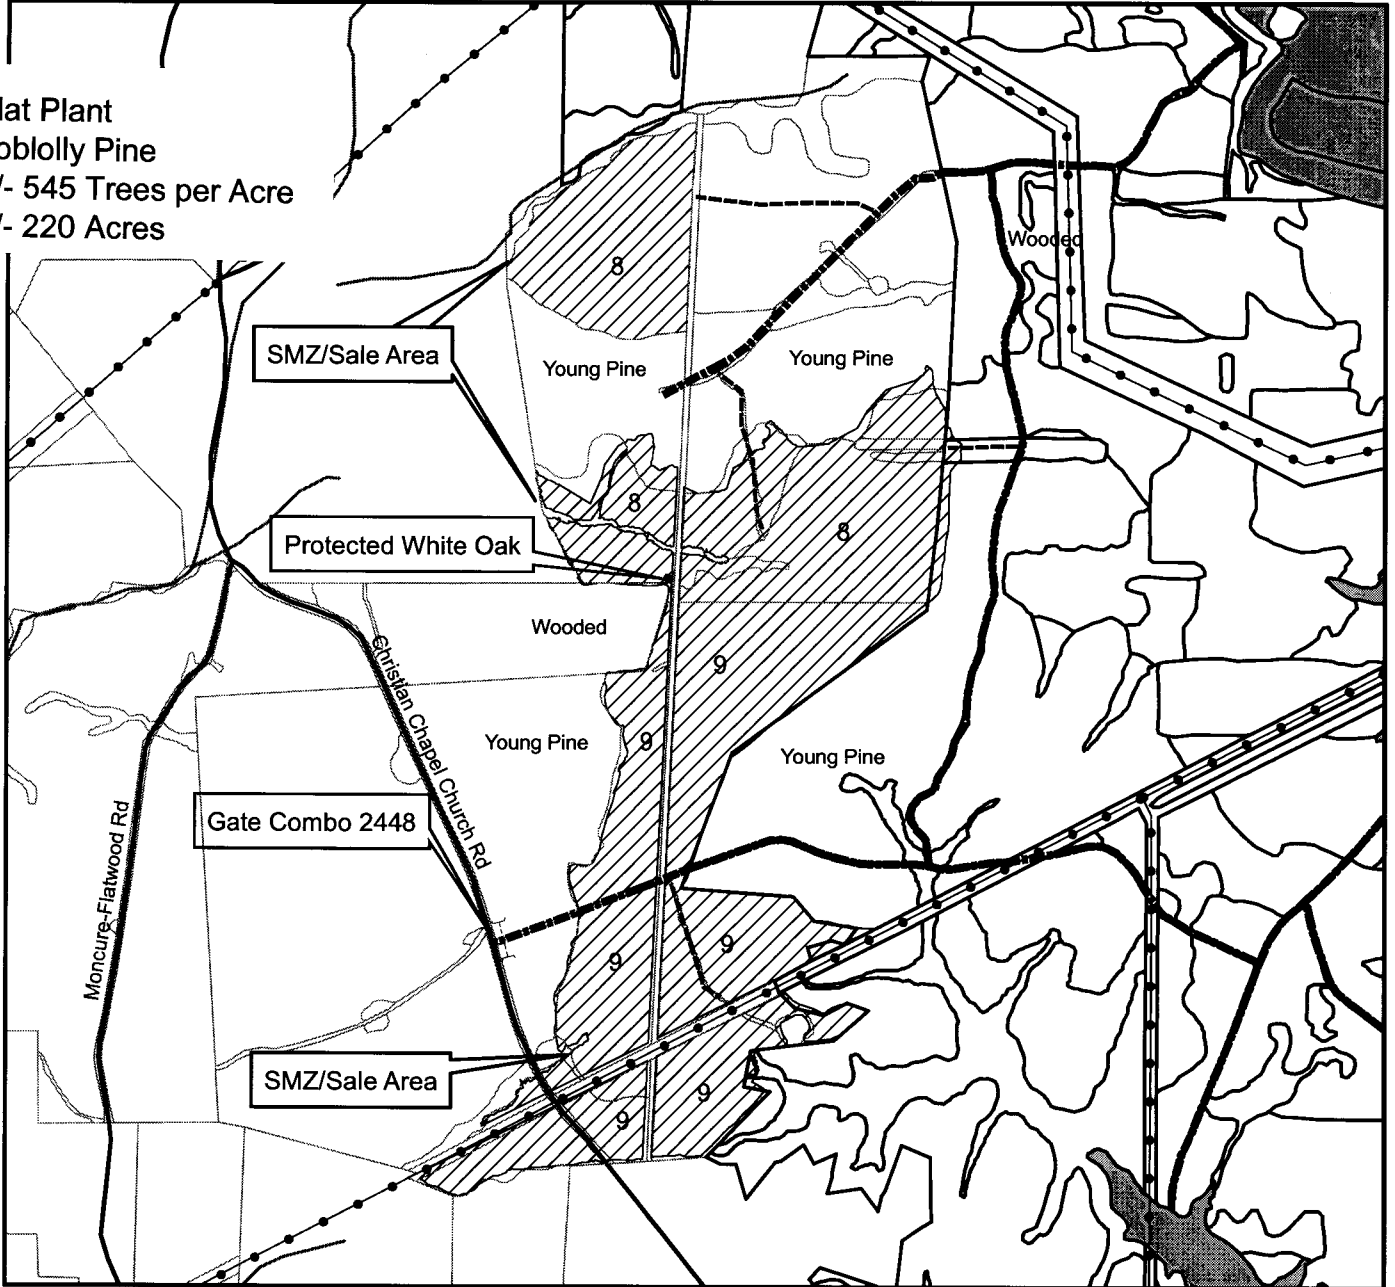 lat Plant
oblolly Pine
/- 545 Trees per Acre
/- 220 Acres
Wooded
8
SMZ/Sale Area
Young Pine
Young Pine
8
8
Protected White Oak
Wooded
9
Christian Chapel Church Rd
Young Pine
9
Young Pine
Gate Combo 2448
Moncure-Flatwood Rd
9
9
SMZ/Sale Area
9
9